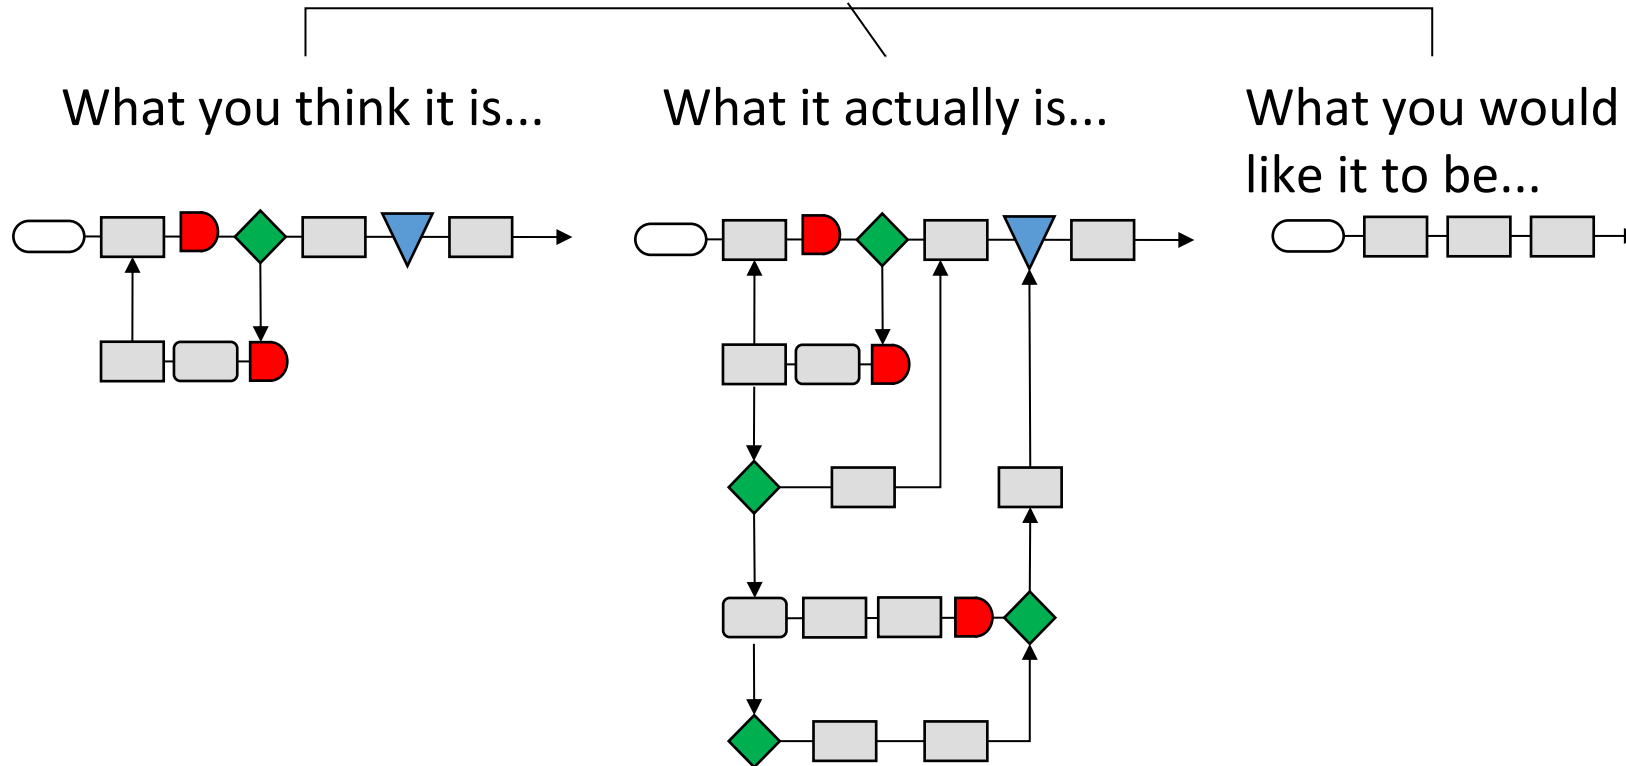 What you think it is...
What it actually is...
What you would
like it to be...